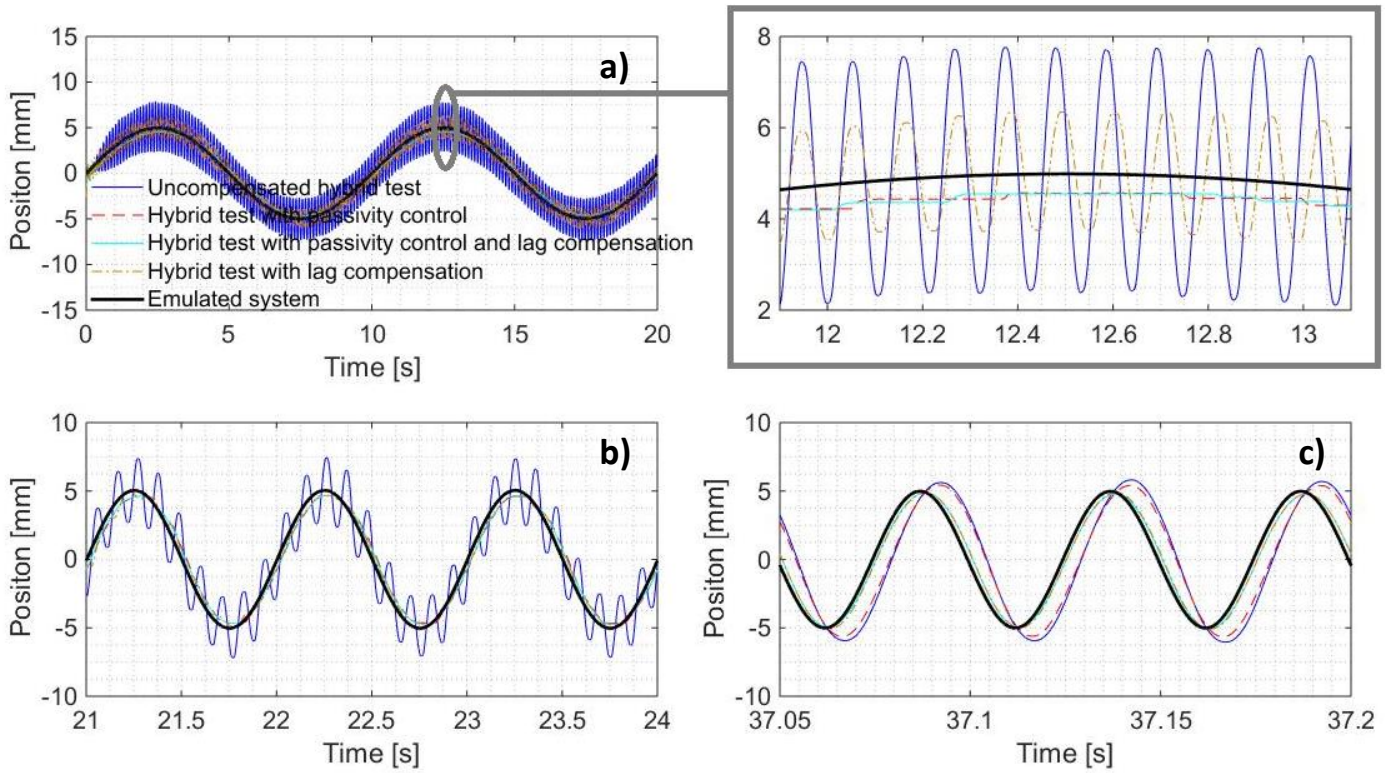 a)
15
10
5
0
-5
-10
-15
Positon [mm]
Uncompensated hybrid test
Hybrid test with passivity control
Hybrid test with passivity control and lag compensation
Hybrid test with lag compensation
Emulated system
0 5 10 15 20
Time [s]
8
6
4
2
12 12.2 12.4 12.6 12.8 13
b)
10
5
0
-5
-10
Positon [mm]
21 21.5 22 22.5 23 23.5 24
Time [s]
c)
10
5
0
-5
-10
Positon [mm]
37.05 37.1 37.15 37.2
Time [s]